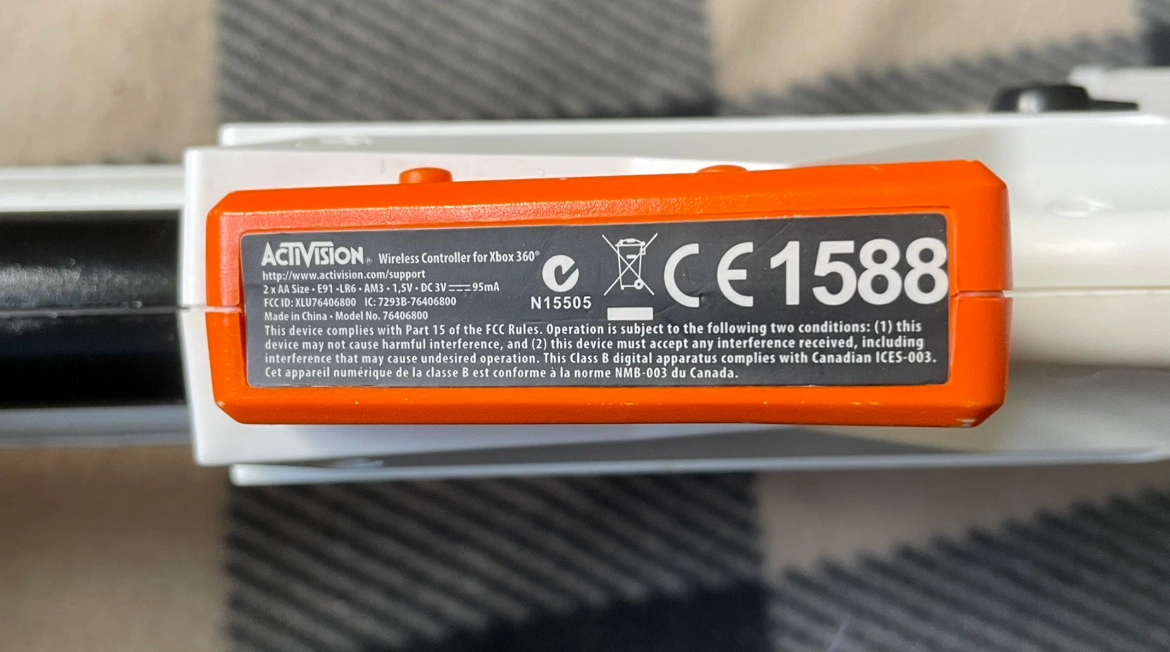 ACTIVISION® Wireless Controller for Xbox 360®
http://www.activision.com/support
2 x AA Size • E91 • LR6 • AM3 • 1,5V • DC 3V ⎓ 95mA
FCC ID: XLU76406800 IC: 7293B-76406800
Made in China • Model No. 76406800
N15505
CE1588
This device complies with Part 15 of the FCC Rules. Operation is subject to the following two conditions: (1) this
device may not cause harmful interference, and (2) this device must accept any interference received, including
interference that may cause undesired operation. This Class B digital apparatus complies with Canadian ICES-003.
Cet appareil numérique de la classe B est conforme à la norme NMB-003 du Canada.